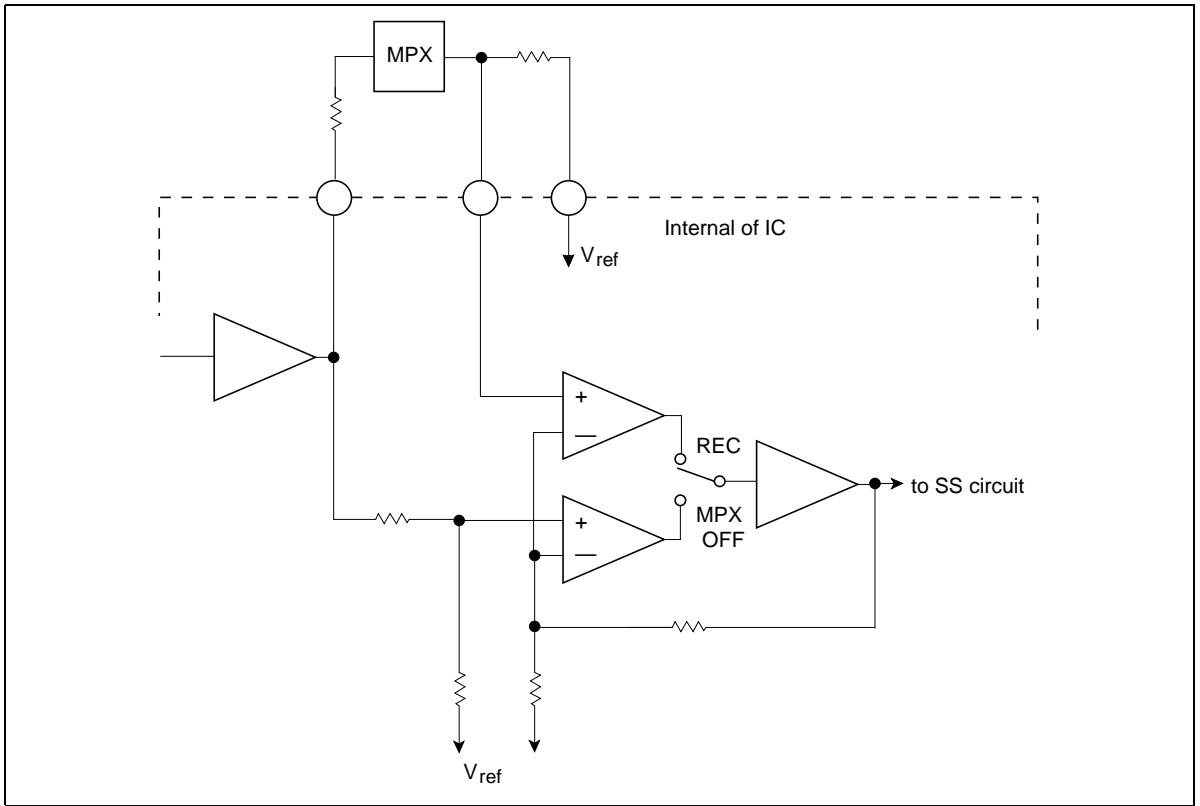 MPX
Internal of IC
Vref
+
—
REC
to SS circuit
MPX
OFF
+
—
Vref